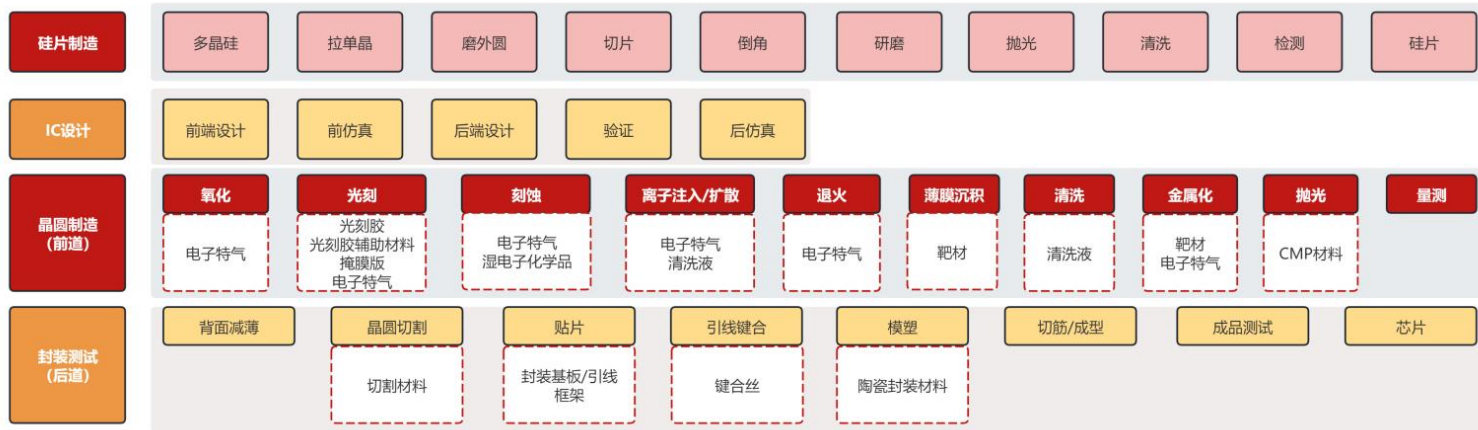 硅片制造
多晶硅
拉单晶
磨外圆
切片
倒角
研磨
抛光
清洗
检测
硅片
IC设计
前端设计
前仿真
后端设计
验证
后仿真
晶圆制造
(前道)
氧化
电子特气
光刻
光刻胶
光刻胶辅助材料
掩膜版
电子特气
刻蚀
电子特气
湿电子化学品
离子注入/扩散
电子特气
清洗液
退火
电子特气
薄膜沉积
靶材
清洗
清洗液
金属化
靶材
电子特气
抛光
CMP材料
量测
封装测试
(后道)
背面减薄
晶圆切割
切割材料
贴片
封装基板/引线
框架
引线键合
键合丝
模塑
陶瓷封装材料
切筋/成型
成品测试
芯片